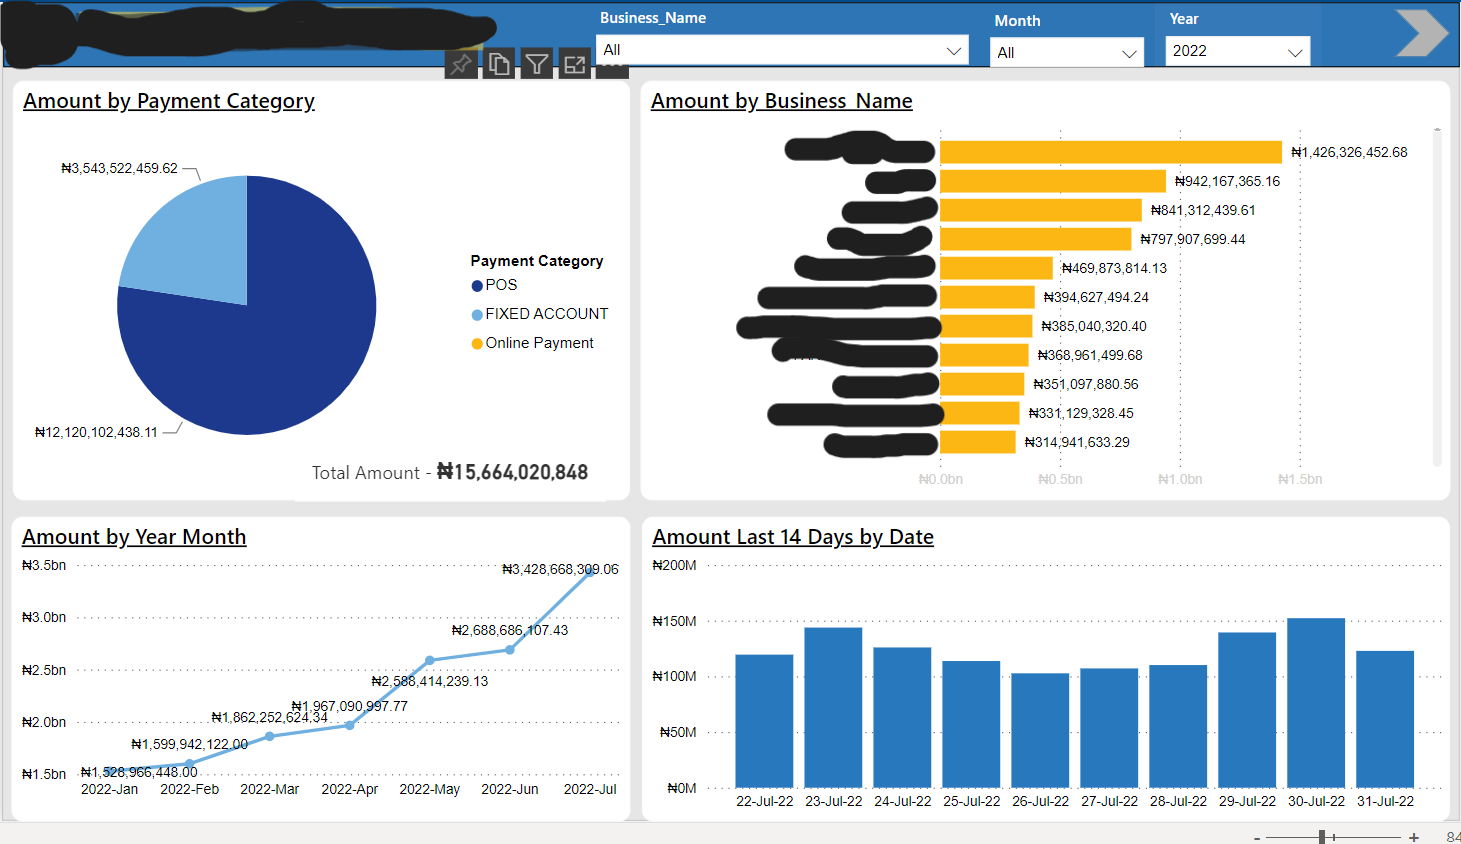 Business_Name
All
Month
All
Year
2022
Amount by Payment Category
₦3,543,522,459.62
₦12,120,102,438.11
Payment Category
POS
FIXED ACCOUNT
Online Payment
Total Amount - ₦15,664,020,848
Amount by Business_Name
₦1,426,326,452.68
₦942,167,365.16
₦841,312,439.61
₦797,907,699.44
₦469,873,814.13
₦394,627,494.24
₦385,040,320.40
₦368,961,499.68
₦351,097,880.56
₦331,129,328.45
₦314,941,633.29
₦0.0bn ₦0.5bn ₦1.0bn ₦1.5bn
Amount by Year Month
₦3.5bn
₦3.0bn
₦2.5bn
₦2.0bn
₦1.5bn
₦1,528,966,448.00
₦1,599,942,122.00
₦1,862,252,624.34
₦1,967,090,997.77
₦2,588,414,239.13
₦2,688,686,107.43
₦3,428,668,309.06
2022-Jan 2022-Feb 2022-Mar 2022-Apr 2022-May 2022-Jun 2022-Jul
Amount Last 14 Days by Date
₦200M
₦150M
₦100M
₦50M
₦0M
22-Jul-22 23-Jul-22 24-Jul-22 25-Jul-22 26-Jul-22 27-Jul-22 28-Jul-22 29-Jul-22 30-Jul-22 31-Jul-22
- + 84